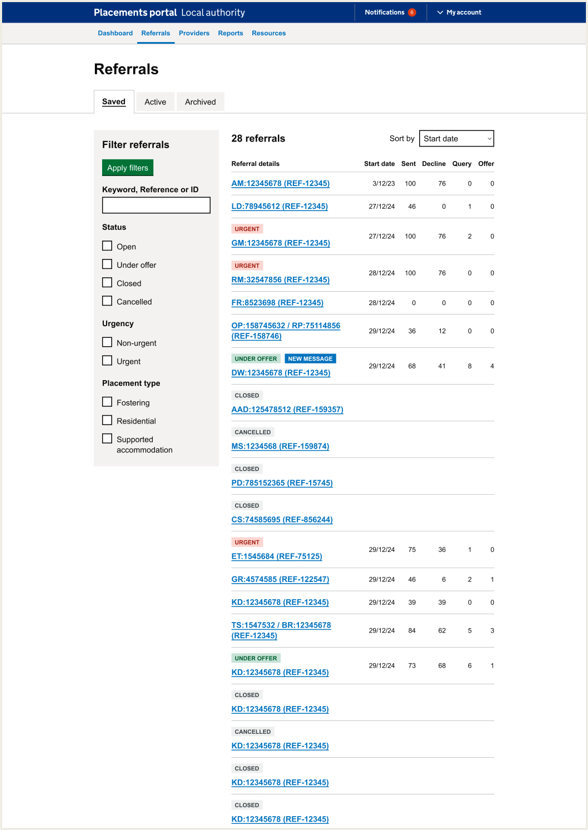 Placements portal Local authority
Notifications 6
My account
Dashboard Referrals Providers Reports Resources
Referrals
Saved Active Archived
Filter referrals
Apply filters
Keyword, Reference or ID
Status
Open
Under offer
Closed
Cancelled
Urgency
Non-urgent
Urgent
Placement type
Fostering
Residential
Supported
accommodation
28 referrals
Sort by Start date
Referral details Start date Sent Decline Query Offer
AM:12345678 (REF-12345) 3/12/23 100 76 0 0
LD:78945612 (REF-12345) 27/12/24 46 0 1 0
URGENT
GM:12345678 (REF-12345) 27/12/24 100 76 2 0
URGENT
RM:32547856 (REF-12345) 28/12/24 100 76 0 0
FR:8523698 (REF-12345) 28/12/24 0 0 0 0
OP:158745632 / RP:75114856
(REF-158746) 29/12/24 36 12 0 0
UNDER OFFER NEW MESSAGE
DW:12345678 (REF-12345) 29/12/24 68 41 8 4
CLOSED
AAD:125478512 (REF-159357)
CANCELLED
MS:1234568 (REF-159874)
CLOSED
PD:785152365 (REF-15745)
CLOSED
CS:74585695 (REF-856244)
URGENT
ET:1545684 (REF-75125) 29/12/24 75 36 1 0
GR:4574585 (REF-122547) 29/12/24 46 6 2 1
KD:12345678 (REF-12345) 29/12/24 39 39 0 0
TS:1547532 / BR:12345678
(REF-12345) 29/12/24 84 62 5 3
UNDER OFFER
KD:12345678 (REF-12345) 29/12/24 73 68 6 1
CLOSED
KD:12345678 (REF-12345)
CANCELLED
KD:12345678 (REF-12345)
CLOSED
KD:12345678 (REF-12345)
CLOSED
KD:12345678 (REF-12345)